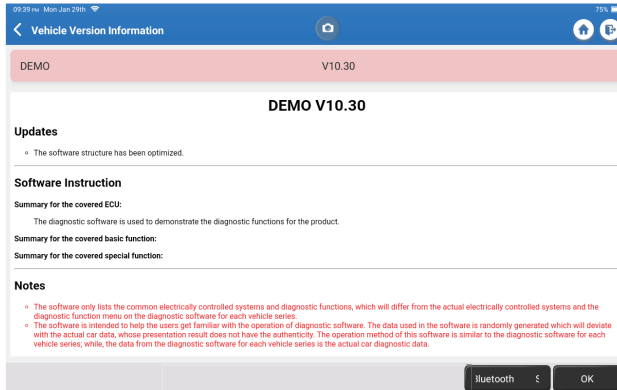 09:39 PM Mon Jan 29th 75%
Vehicle Version Information
DEMO V10.30
DEMO V10.30
Updates
The software structure has been optimized.
Software Instruction
Summary for the covered ECU:
The diagnostic software is used to demonstrate the diagnostic functions for the product.
Summary for the covered basic function:
Summary for the covered special function:
Notes
The software only lists the common electrically controlled systems and diagnostic functions, which will differ from the actual electrically controlled systems and the
diagnostic function menu on the diagnostic software for each vehicle series.
The software is intended to help the users get familiar with the operation of diagnostic software. The data used in the software is randomly generated which will deviate
with the actual car data, whose presentation result does not have the authenticity. The operation method of this software is similar to the diagnostic software for each
vehicle series; while, the data from the diagnostic software for each vehicle series is the actual car diagnostic data.
Bluetooth S OK